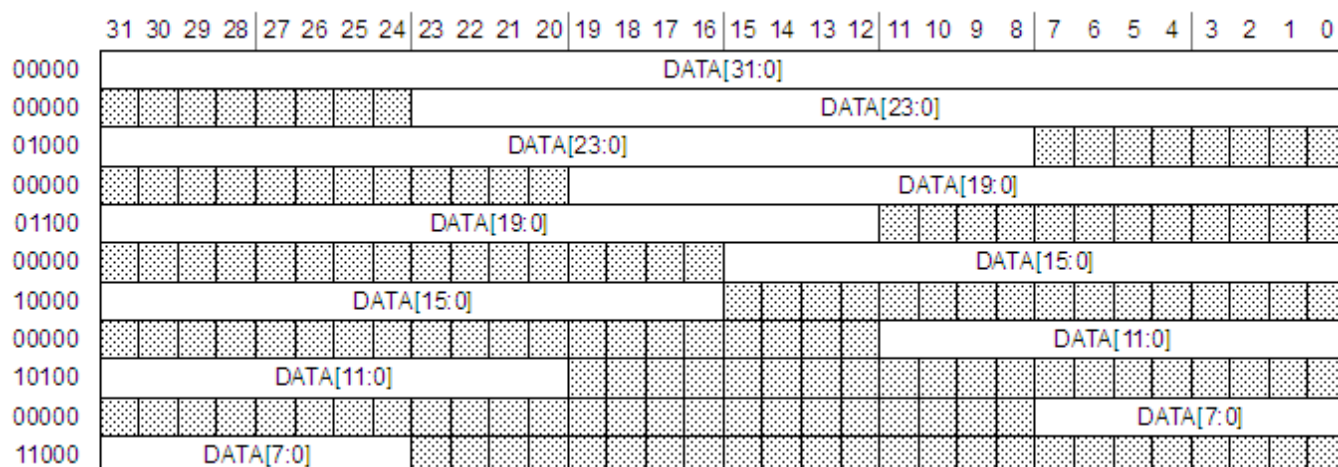 31 30 29 28 27 26 25 24 23 22 21 20 19 18 17 16 15 14 13 12 11 10 9 8 7 6 5 4 3 2 1 0
00000 DATA[31:0]
00000 DATA[23:0]
01000 DATA[23:0]
00000 DATA[19:0]
01100 DATA[19:0]
00000 DATA[15:0]
10000 DATA[15:0]
00000 DATA[11:0]
10100 DATA[11:0]
00000 DATA[7:0]
11000 DATA[7:0]